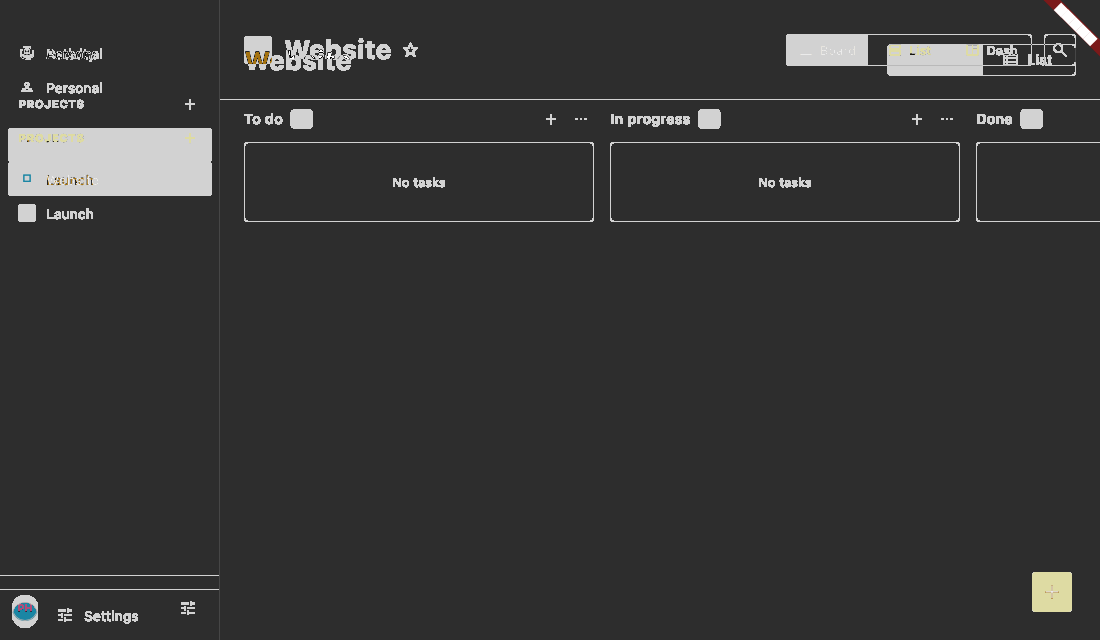 Personal
PROJECTS
Launch
Launch
Settings
Website
Website
Board
List
Dash
List
To do
In progress
Done
No tasks
No tasks